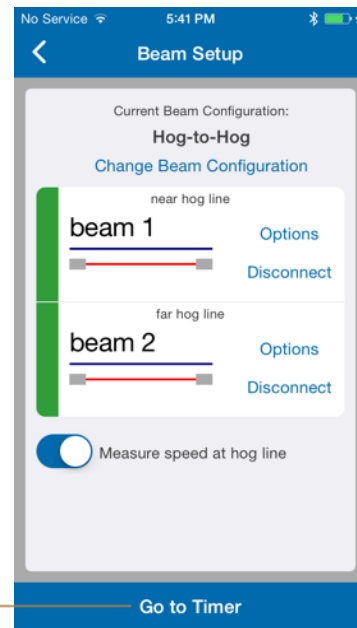 No Service 5:41 PM
Beam Setup
Current Beam Configuration:
Hog-to-Hog
Change Beam Configuration
near hog line
beam 1
Options
Disconnect
far hog line
beam 2
Options
Disconnect
Measure speed at hog line
Go to Timer